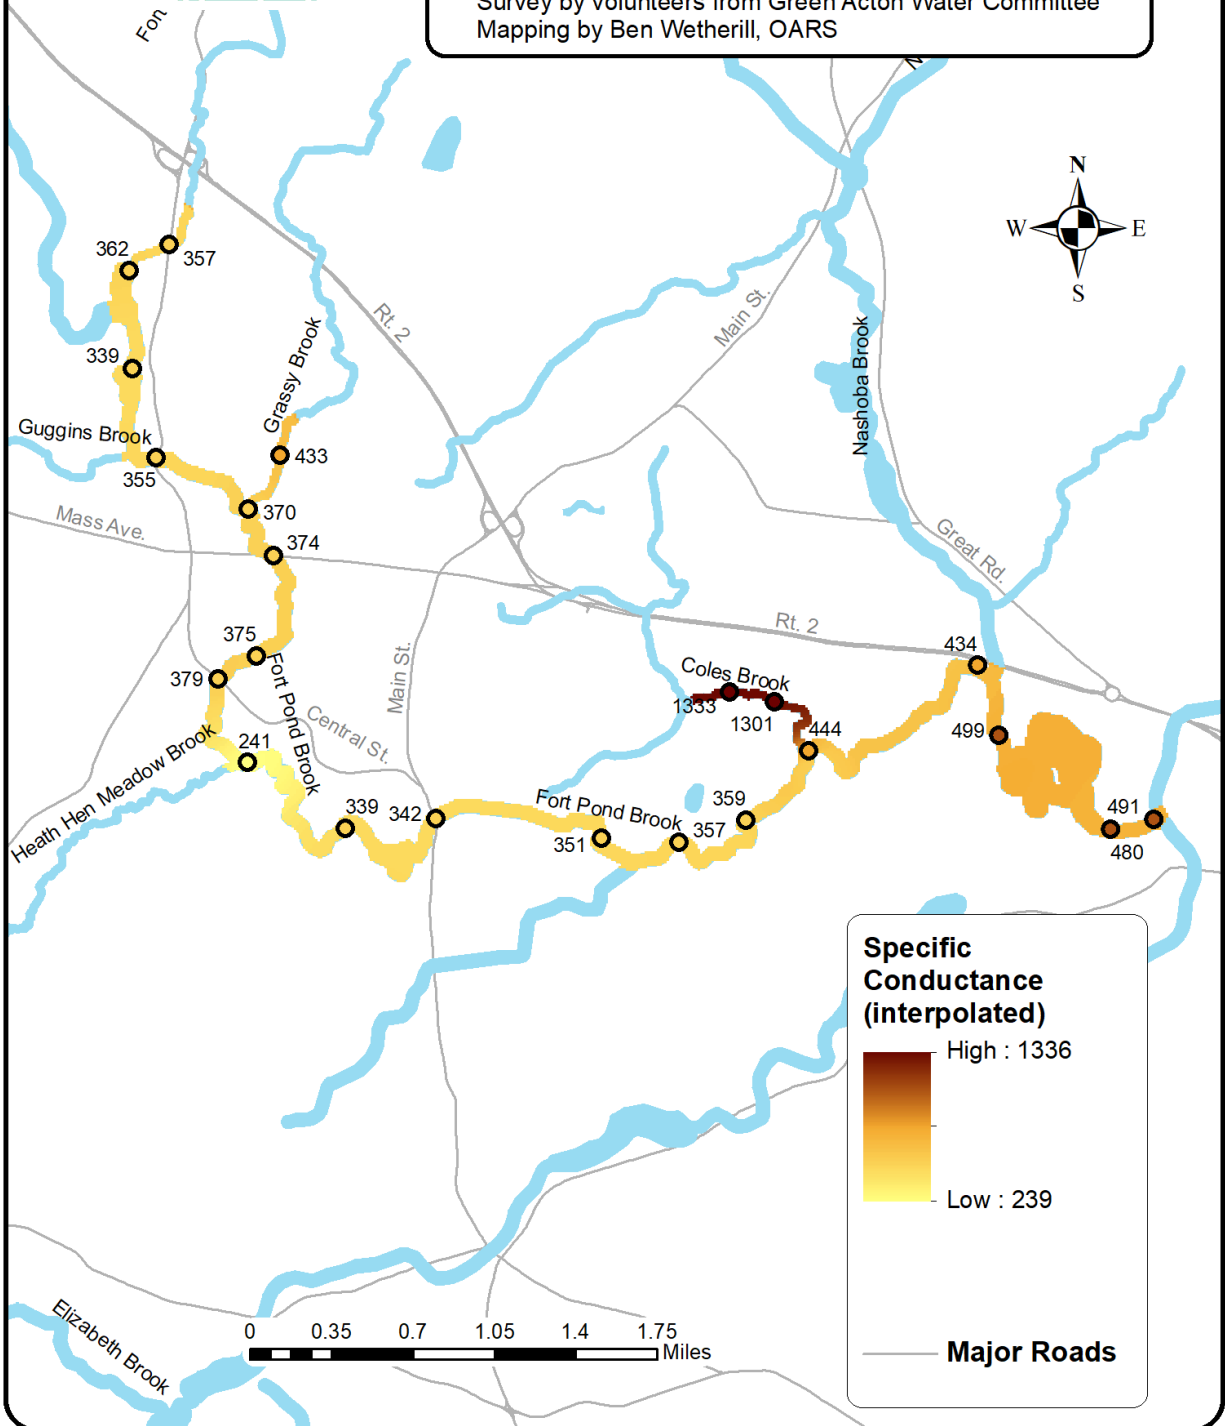 Survey by volunteers from Green Acton Water Committee
Mapping by Ben Wetherill, OARS
Fort
N
N
W
E
S
362
357
Rt. 2
Main St.
339
Grassy Brook
Nashoba Brook
Guggins Brook
433
355
370
Mass Ave.
374
Great Rd.
375
Rt. 2
434
379
Fort Pond Brook
Main St.
Coles Brook
1333
1301
444
499
Central St.
241
Heath Hen Meadow Brook
339
342
Fort Pond Brook
359
351
357
491
480
Specific
Conductance
(interpolated)
High : 1336
Low : 239
Major Roads
Elizabeth Brook
0
0.35
0.7
1.05
1.4
1.75
Miles